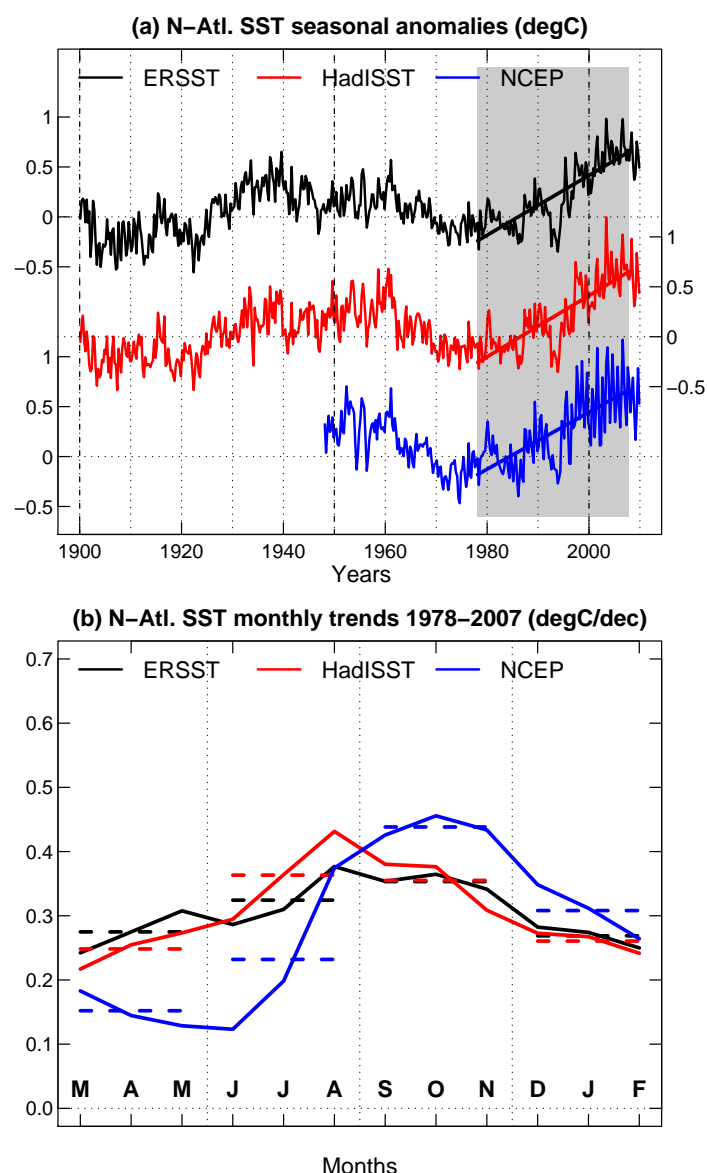 (a) N−Atl. SST seasonal anomalies (degC)
ERSST HadISST NCEP
1
0.5
0
−0.5
1
0.5
0
−0.5
1
0.5
0
−0.5
1900 1920 1940 1960 1980 2000
Years
(b) N−Atl. SST monthly trends 1978−2007 (degC/dec)
ERSST HadISST NCEP
0.7
0.6
0.5
0.4
0.3
0.2
0.1
0.0
M A M J J A S O N D J F
Months